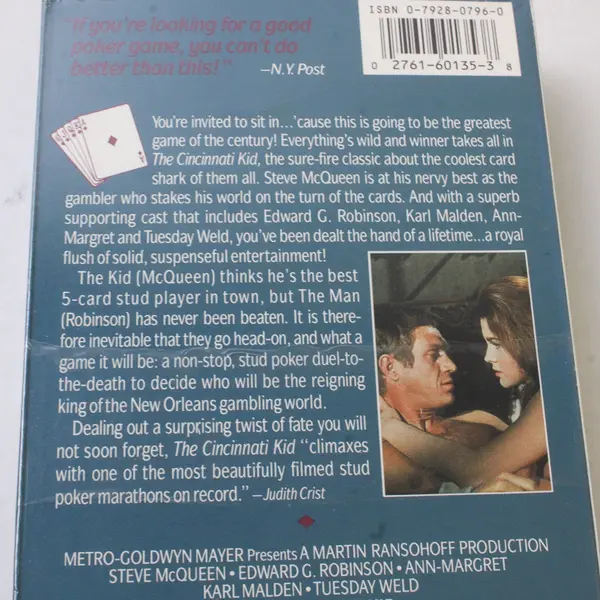 "If you're looking for a good
poker game, you can't do
better than this!"
—N.Y. Post
ISBN 0-7928-0796-0
0 27616-0135-3 8
You're invited to sit in...'cause this is going to be the greatest
game of the century! Everything's wild and winner takes all in
The Cincinnati Kid, the sure-fire classic about the coolest card
shark of them all. Steve McQueen is at his nervy best as the
gambler who stakes his world on the turn of the cards. And with a superb
supporting cast that includes Edward G. Robinson, Karl Malden, Ann-
Margret and Tuesday Weld, you've been dealt the hand of a lifetime...a royal
flush of solid, suspenseful entertainment!
The Kid (McQueen) thinks he's the best
5-card stud player in town, but The Man
(Robinson) has never been beaten. It is there-
fore inevitable that they go head-on, and what a
game it will be: a non-stop, stud poker duel-to-
the-death to decide who will be the reigning
king of the New Orleans gambling world.
Dealing out a surprising twist of fate you will
not soon forget, The Cincinnati Kid "climaxes
with one of the most beautifully filmed stud
poker marathons on record." —Judith Crist
METRO-GOLDWYN MAYER Presents A MARTIN RANSOHOFF PRODUCTION
STEVE McQUEEN • EDWARD G. ROBINSON • ANN-MARGRET
KARL MALDEN • TUESDAY WELD